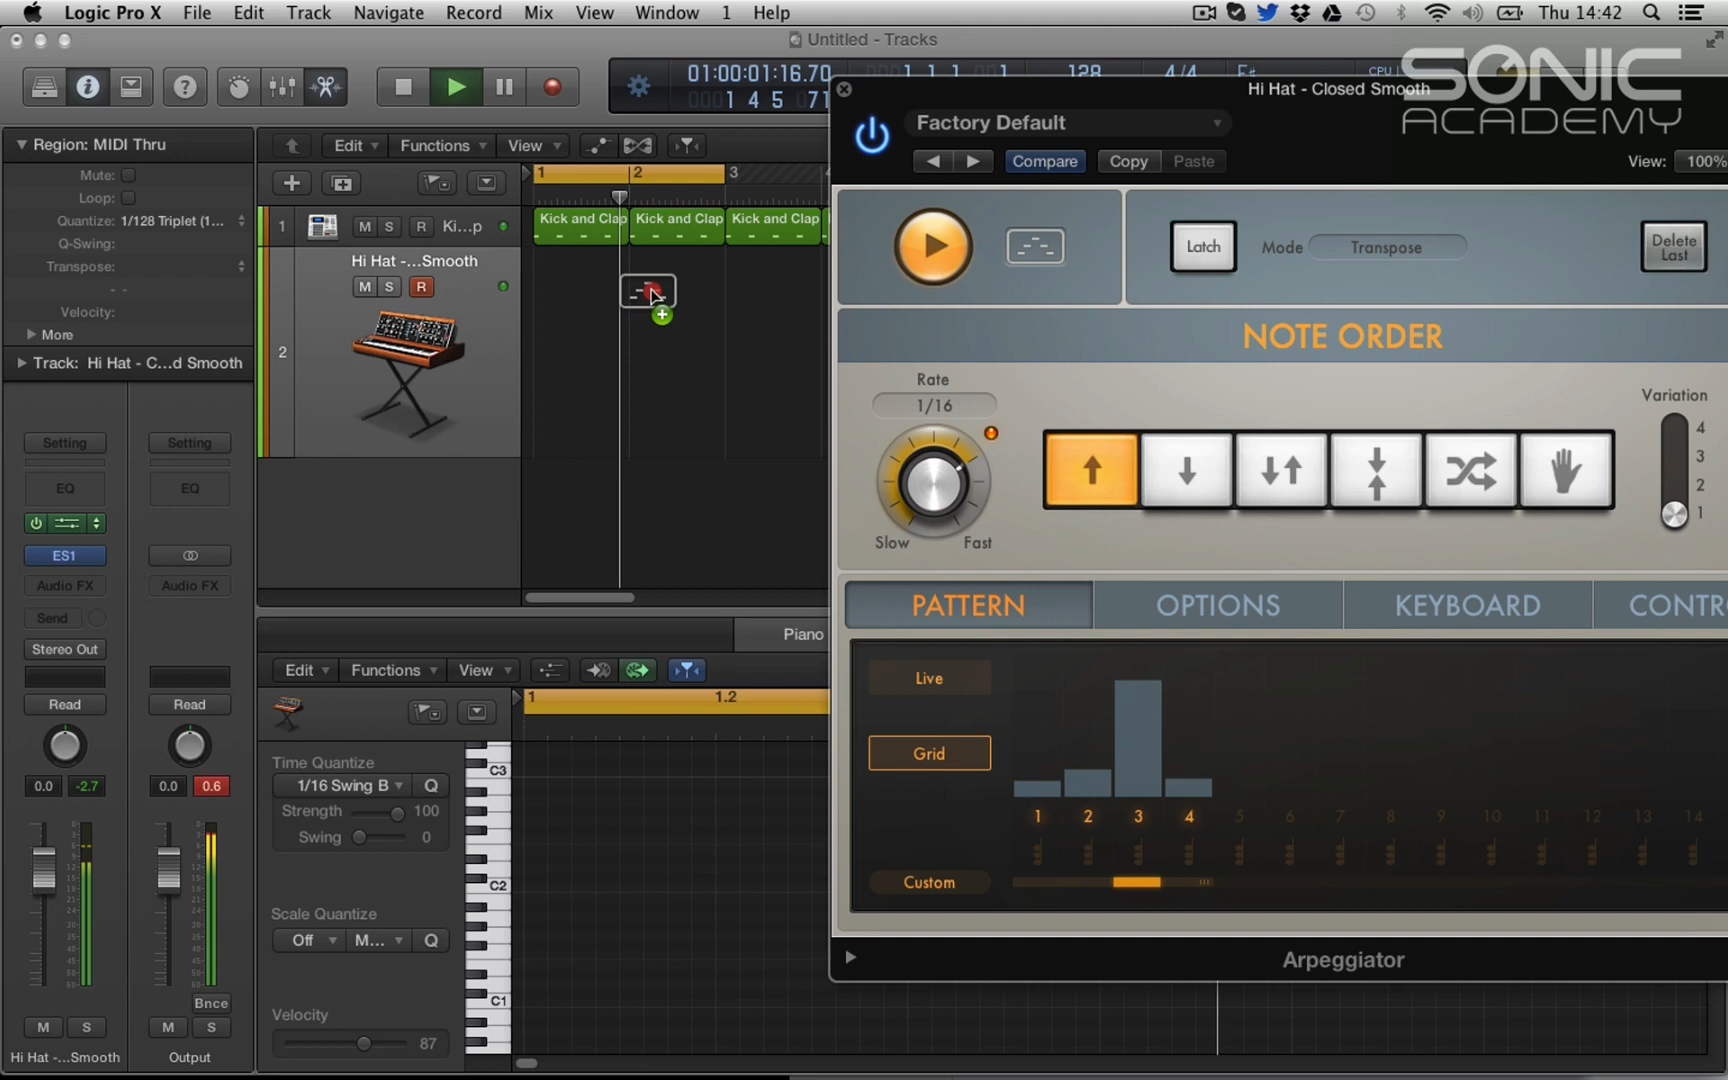 Logic Pro X File Edit Track Navigate Record Mix View Window 1 Help Thu 14:42
Untitled - Tracks
01:00:01:16.70
1 4 5 71
128 4/4 F# CPU
SONIC
ACADEMY
Hi Hat - Closed Smooth
Factory Default
Compare Copy Paste View: 100%
Region: MIDI Thru
Mute:
Loop:
Quantize: 1/128 Triplet (1...
Q-Swing:
Transpose:
Velocity:
More
Track: Hi Hat - C...d Smooth
Edit Functions View
1 2 3
1 M S R Ki...p
Kick and Clap Kick and Clap Kick and Clap
Hi Hat -...Smooth
M S R
2
Latch Mode Transpose Delete Last
NOTE ORDER
Rate
1/16
Slow Fast
Variation
4
3
2
1
PATTERN OPTIONS KEYBOARD CONTRO
Live
Grid
Custom
1 2 3 4 5 6 7 8 9 10 11 12 13 14
Arpeggiator
Setting Setting
EQ EQ
ES1
Audio FX Audio FX
Send
Stereo Out
Read Read
0.0 -2.7 0.0 0.6
Bnce
M S M S
Hi Hat -...Smooth Output
Piano
Edit Functions View
1 1.2
Time Quantize
1/16 Swing B Q
Strength 100
Swing 0
Scale Quantize
Off M... Q
Velocity
87
C3
C2
C1